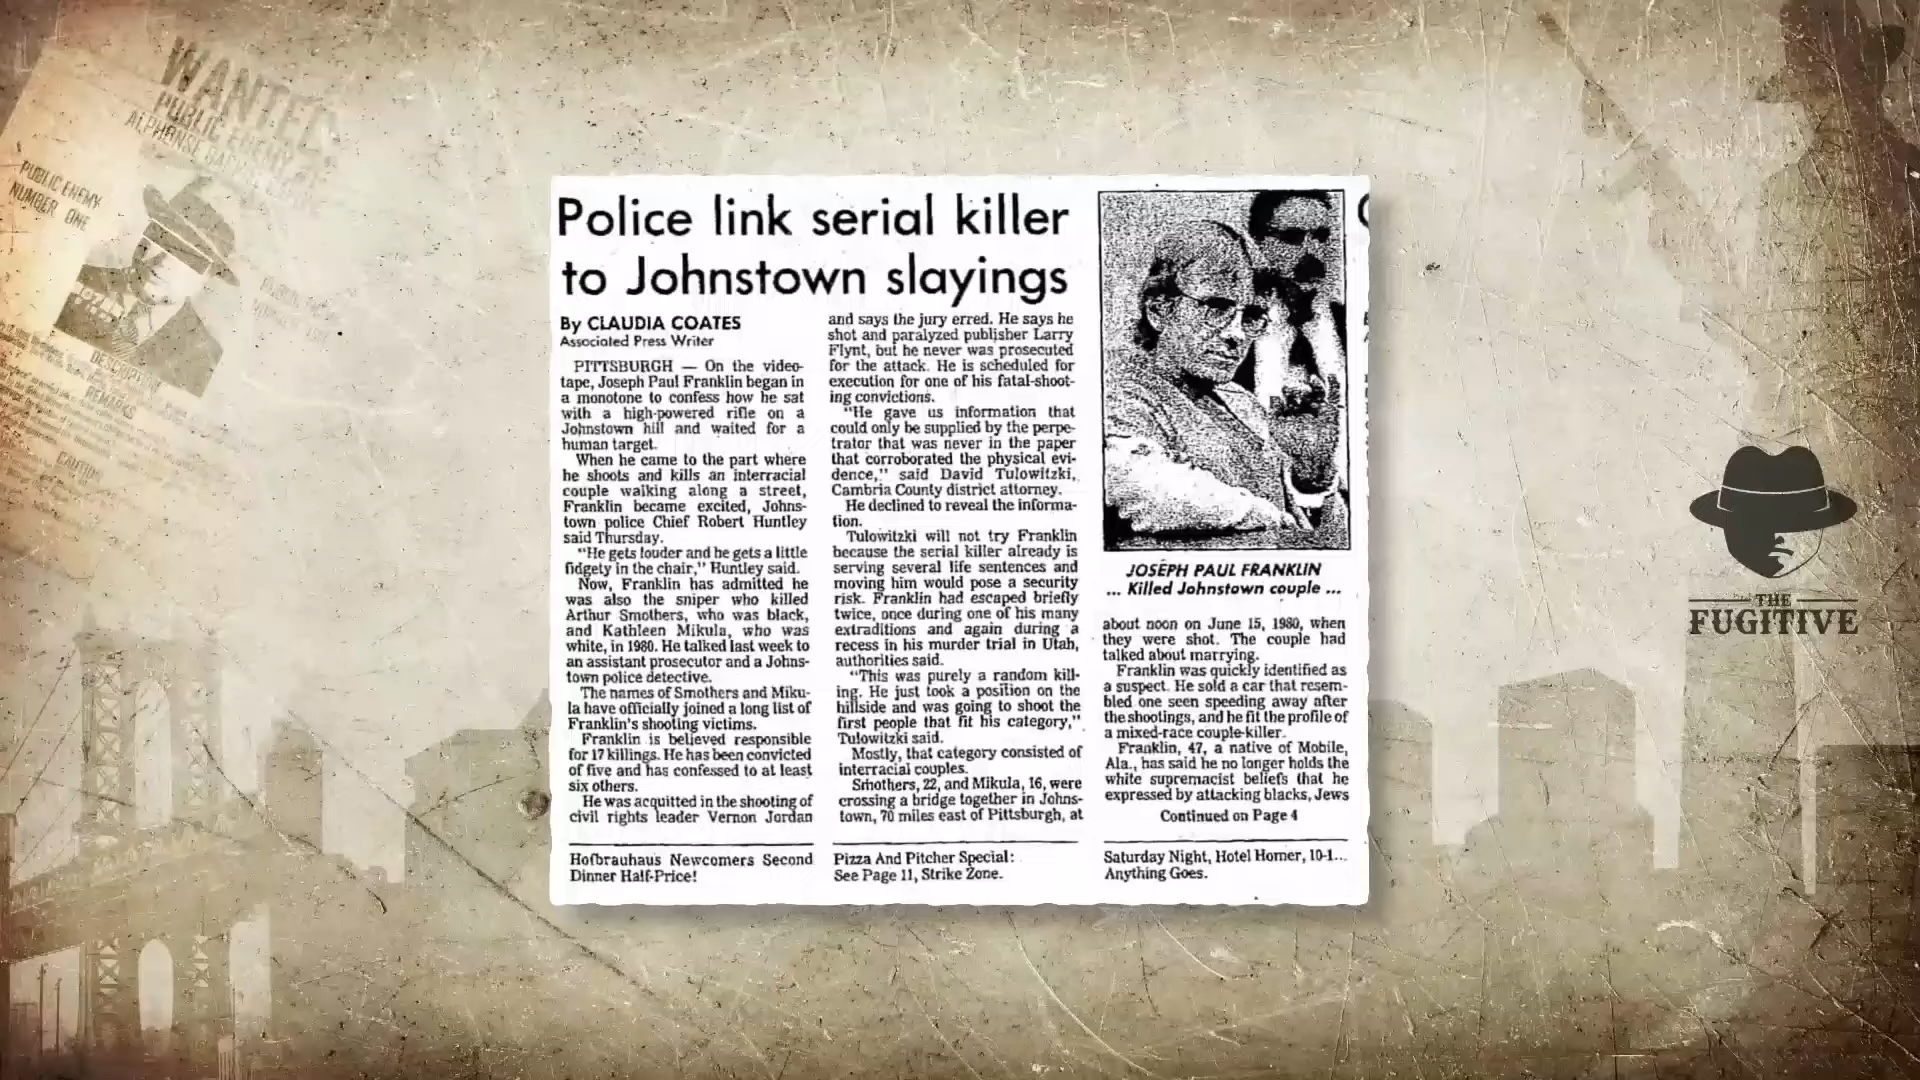 WANTED
PUBLIC ENEMY
PUBLIC ENEMY
NUMBER ONE
DESCRIPTION
REMARKS
CAUTION
Police link serial killer
to Johnstown slayings
By CLAUDIA COATES
Associated Press Writer
PITTSBURGH — On the video-
tape, Joseph Paul Franklin began in
a monotone to confess how he sat
with a high-powered rifle on a
Johnstown hill and waited for a
human target.
When he came to the part where
he shoots and kills an interracial
couple walking along a street,
Franklin became excited, Johns-
town police Chief Robert Huntley
said Thursday.
"He gets louder and he gets a little
fidgety in the chair," Huntley said.
Now, Franklin has admitted he
was also the sniper who killed
Arthur Smothers, who was black,
and Kathleen Mikula, who was
white, in 1980. He talked last week to
an assistant prosecutor and a Johns-
town police detective.
The names of Smothers and Miku-
la have officially joined a long list of
Franklin's shooting victims.
Franklin is believed responsible
for 17 killings. He has been convicted
of five and has confessed to at least
six others.
He was acquitted in the shooting of
civil rights leader Vernon Jordan
and says the jury erred. He says he
shot and paralyzed publisher Larry
Flynt, but he never was prosecuted
for the attack. He is scheduled for
execution for one of his fatal-shoot-
ing convictions.
"He gave us information that
could only be supplied by the perpe-
trator that was never in the paper
that corroborated the physical evi-
dence," said David Tulowitzki,
Cambria County district attorney.
He declined to reveal the informa-
tion.
Tulowitzki will not try Franklin
because the serial killer already is
serving several life sentences and
moving him would pose a security
risk. Franklin had escaped briefly
twice, once during one of his many
extraditions and again during a
recess in his murder trial in Utah,
authorities said.
"This was purely a random kill-
ing. He just took a position on the
hillside and was going to shoot the
first people that fit his category,"
Tulowitzki said.
Mostly, that category consisted of
interracial couples.
Smothers, 22, and Mikula, 16, were
crossing a bridge together in Johns-
town, 70 miles east of Pittsburgh, at
JOSEPH PAUL FRANKLIN
... Killed Johnstown couple ...
about noon on June 15, 1980, when
they were shot. The couple had
talked about marrying.
Franklin was quickly identified as
a suspect. He sold a car that resem-
bled one seen speeding away after
the shootings, and he fit the profile of
a mixed-race couple-killer.
Franklin, 47, a native of Mobile,
Ala., has said he no longer holds the
white supremacist beliefs that he
expressed by attacking blacks, Jews
Continued on Page 4
Hofbrauhaus Newcomers Second
Dinner Half-Price!
Pizza And Pitcher Special:
See Page 11, Strike Zone.
Saturday Night, Hotel Homer, 10-1...
Anything Goes.
THE
FUGITIVE